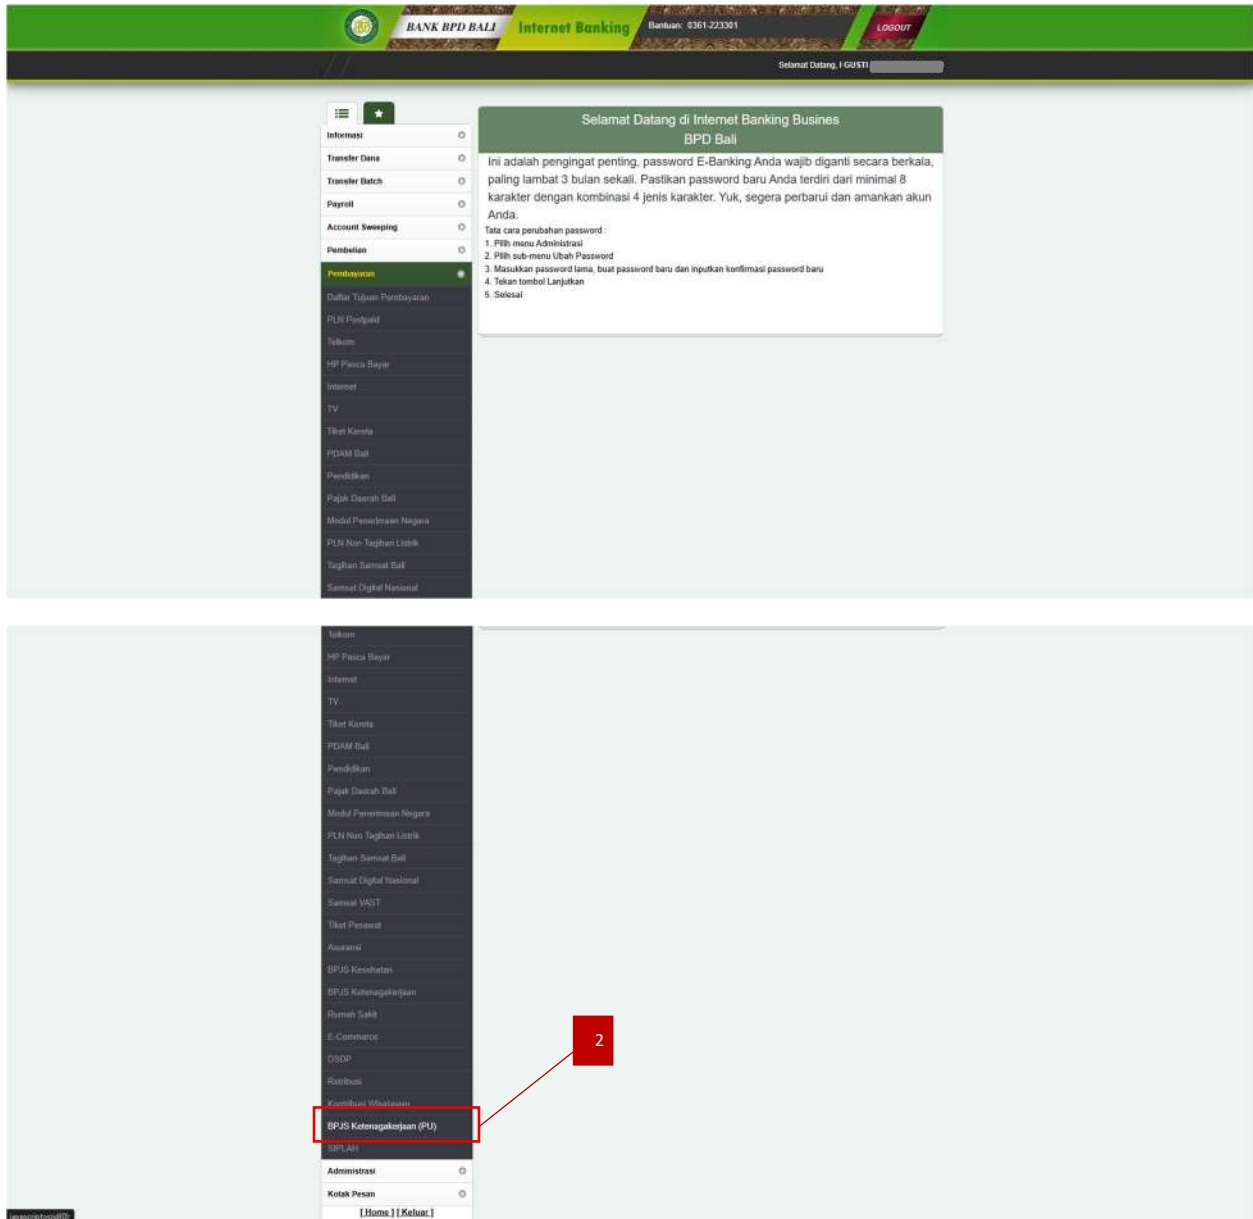 BANK BPD BALI Internet Banking Bantuan: 0361-223301 LOGOUT
Selamat Datang, I GUSTI
Informasi
Transfer Dana
Transfer Batch
Payroll
Account Sweeping
Pembelian
Pembayaran
Daftar Tujuan Pembayaran
PLN Postpaid
Telkom
HP Pasca Bayar
Internet
TV
Tiket Kereta
PDAM Bali
Pendidikan
Pajak Daerah Bali
Modul Penerimaan Negara
PLN Non Tagihan Listrik
Tagihan Samsat Bali
Samsat Digital Nasional
Selamat Datang di Internet Banking Busines
BPD Bali
Ini adalah pengingat penting, password E-Banking Anda wajib diganti secara berkala,
paling lambat 3 bulan sekali. Pastikan password baru Anda terdiri dari minimal 8
karakter dengan kombinasi 4 jenis karakter. Yuk, segera perbarui dan amankan akun
Anda.
Tata cara perubahan password :
1. Pilih menu Administrasi
2. Pilih sub-menu Ubah Password
3. Masukkan password lama, buat password baru dan inputkan konfirmasi password baru
4. Tekan tombol Lanjutkan
5. Selesai
Telkom
HP Pasca Bayar
Internet
TV
Tiket Kereta
PDAM Bali
Pendidikan
Pajak Daerah Bali
Modul Penerimaan Negara
PLN Non Tagihan Listrik
Tagihan Samsat Bali
Samsat Digital Nasional
Samsat VAST
Tiket Pesawat
Asuransi
BPJS Kesehatan
BPJS Ketenagakerjaan
Rumah Sakit
E-Commerce
DSDP
Retribusi
Kontribusi Wisatawan
BPJS Ketenagakerjaan (PU)
SIPLAH
Administrasi
Kotak Pesan
[ Home ] [ Keluar ]
2